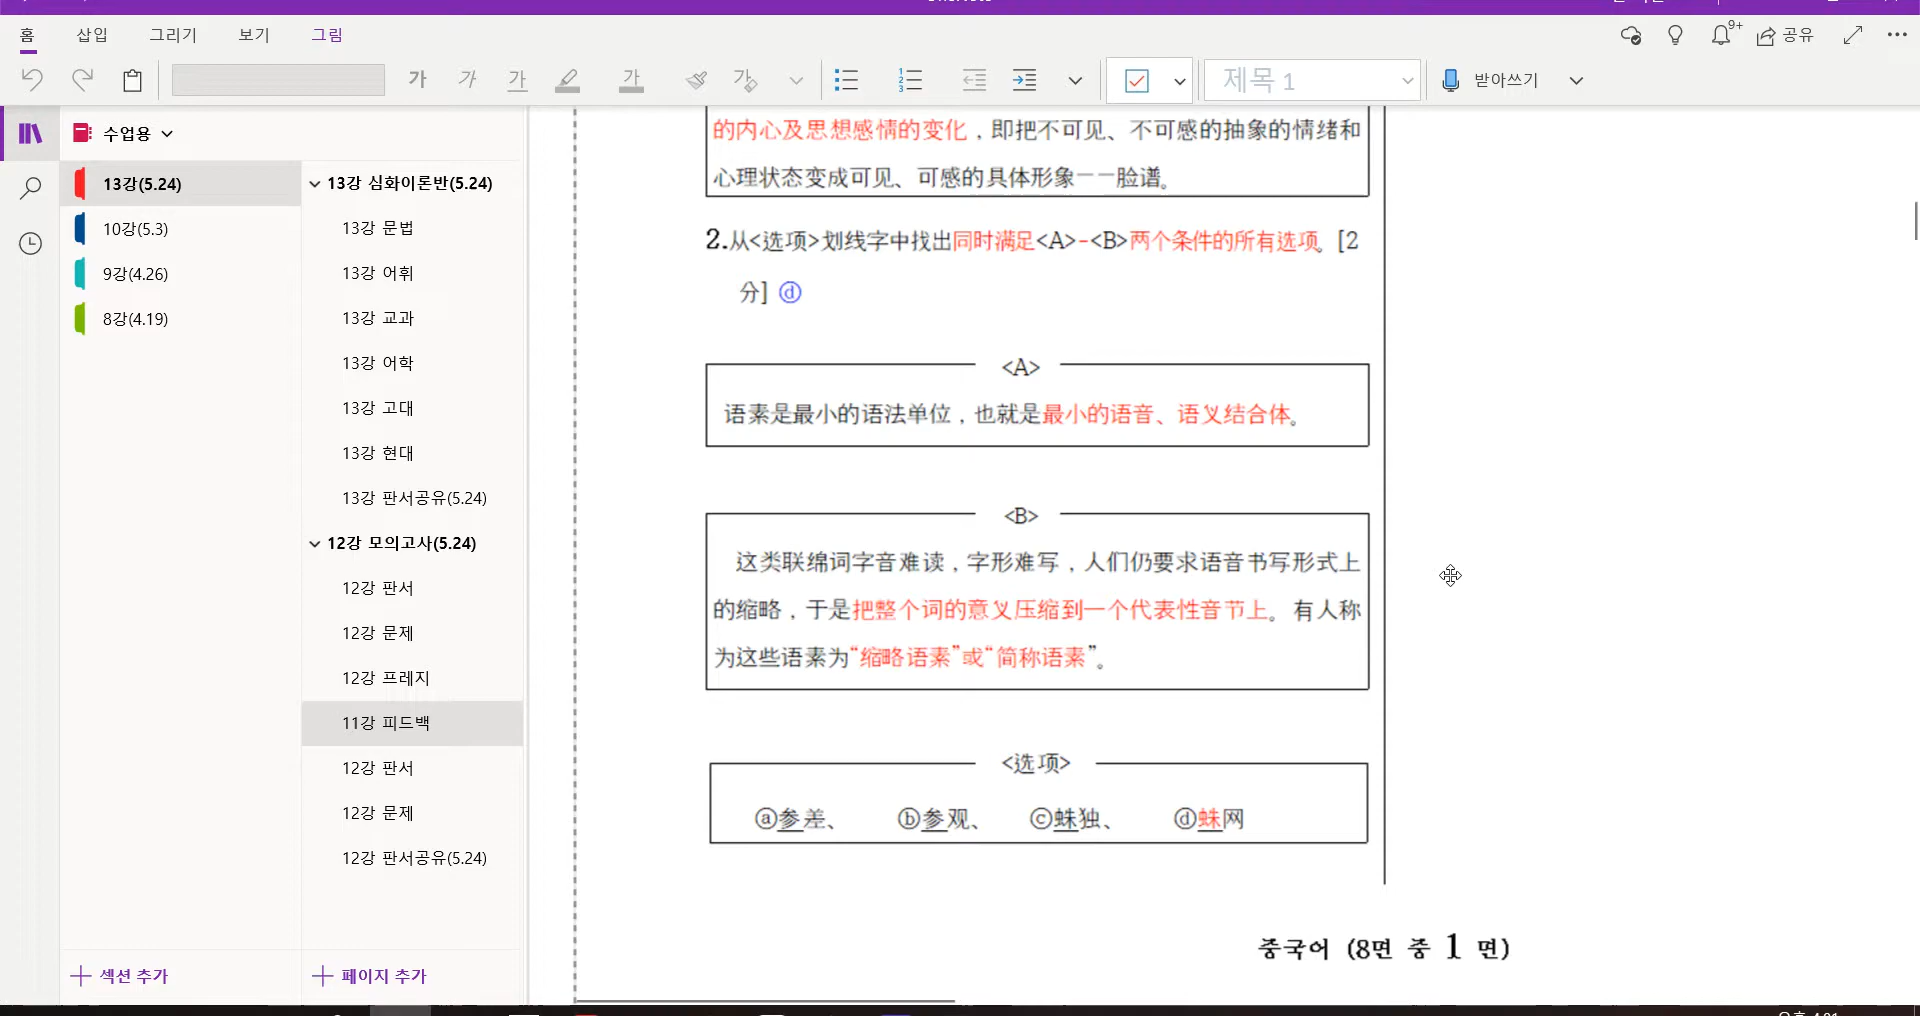 홈
삽입
그리기
보기
그림
9+
공유
가
가
가
가
가
제목 1
받아쓰기
수업용
13강(5.24)
10강(5.3)
9강(4.26)
8강(4.19)
섹션 추가
13강 심화이론반(5.24)
13강 문법
13강 어휘
13강 교과
13강 어학
13강 고대
13강 현대
13강 판서공유(5.24)
12강 모의고사(5.24)
12강 판서
12강 문제
12강 프레지
11강 피드백
12강 판서
12강 문제
12강 판서공유(5.24)
페이지 추가
的内心及思想感情的变化，即把不可见、不可感的抽象的情绪和
心理状态变成可见、可感的具体形象——脸谱。
2.从<选项>划线字中找出同时满足<A>-<B>两个条件的所有选项。[2
分] ⓓ
<A>
语素是最小的语法单位，也就是最小的语音、语义结合体。
<B>
这类联绵词字音难读，字形难写，人们仍要求语音书写形式上
的缩略，于是把整个词的意义压缩到一个代表性音节上。有人称
为这些语素为“缩略语素”或“简称语素”。
<选项>
ⓐ参差、 ⓑ参观、 ⓒ蛛独、 ⓓ蛛网
중국어 (8면 중 1 면)